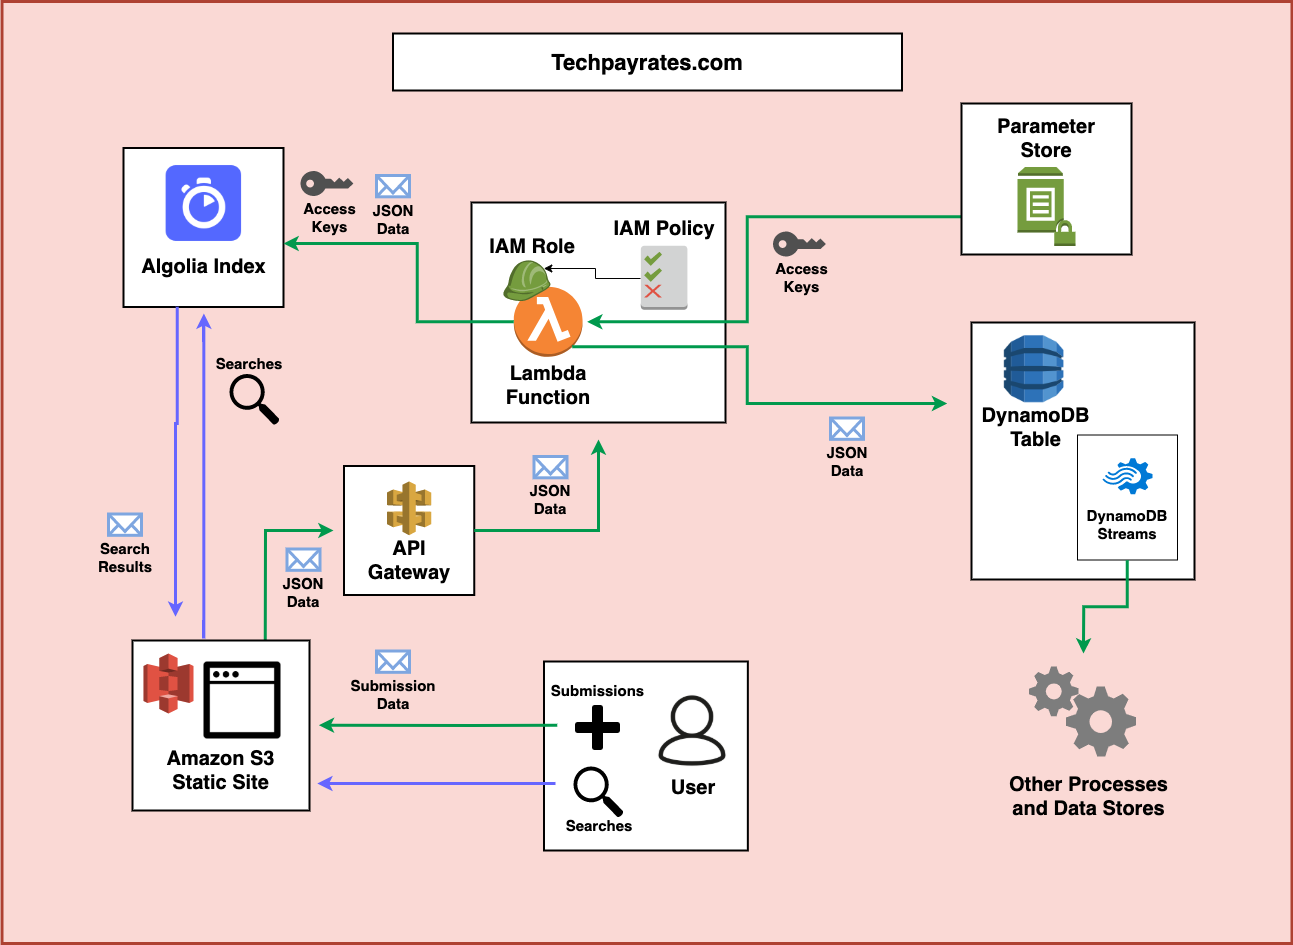 Techpayrates.com
Parameter
Store
Algolia Index
Access
Keys
JSON
Data
IAM Role
IAM Policy
Lambda
Function
Access
Keys
Searches
DynamoDB
Table
DynamoDB
Streams
JSON
Data
JSON
Data
API
Gateway
Search
Results
JSON
Data
Submission
Data
Amazon S3
Static Site
Submissions
User
Searches
Other Processes
and Data Stores